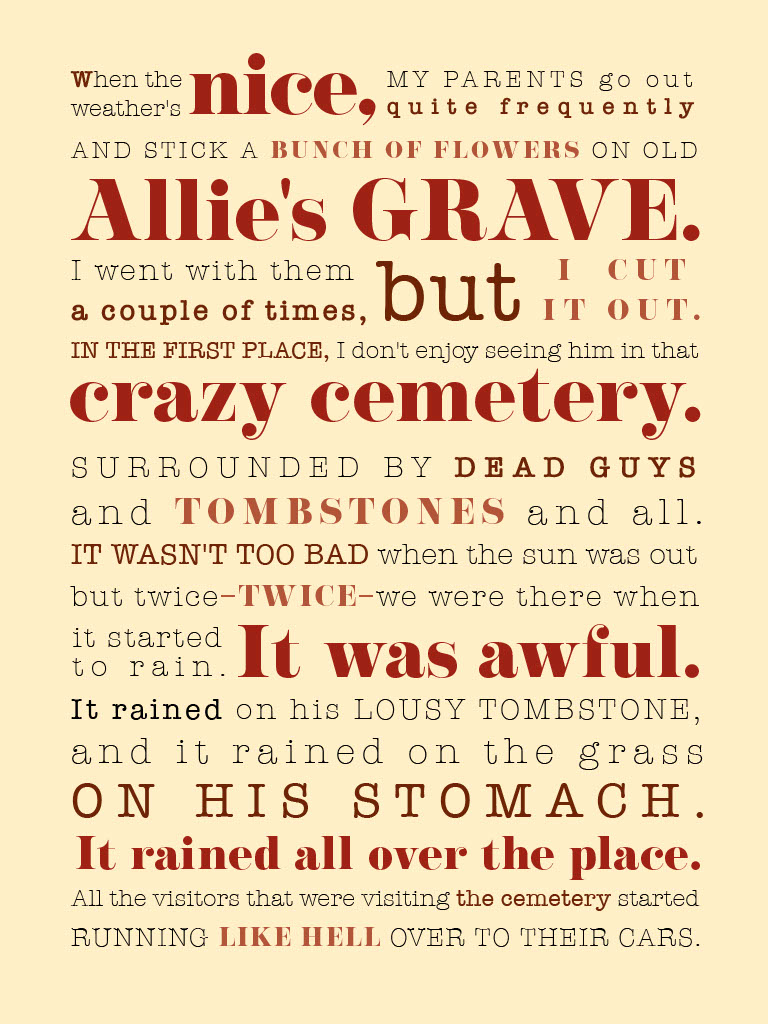 When the weather's nice, MY PARENTS go out quite frequently
AND STICK A BUNCH OF FLOWERS ON OLD
Allie's GRAVE.
I went with them a couple of times, but I CUT IT OUT.
IN THE FIRST PLACE, I don't enjoy seeing him in that
crazy cemetery.
SURROUNDED BY DEAD GUYS
and TOMBSTONES and all.
IT WASN'T TOO BAD when the sun was out
but twice–TWICE–we were there when
it started to rain. It was awful.
It rained on his LOUSY TOMBSTONE,
and it rained on the grass
ON HIS STOMACH.
It rained all over the place.
All the visitors that were visiting the cemetery started
RUNNING LIKE HELL OVER TO THEIR CARS.